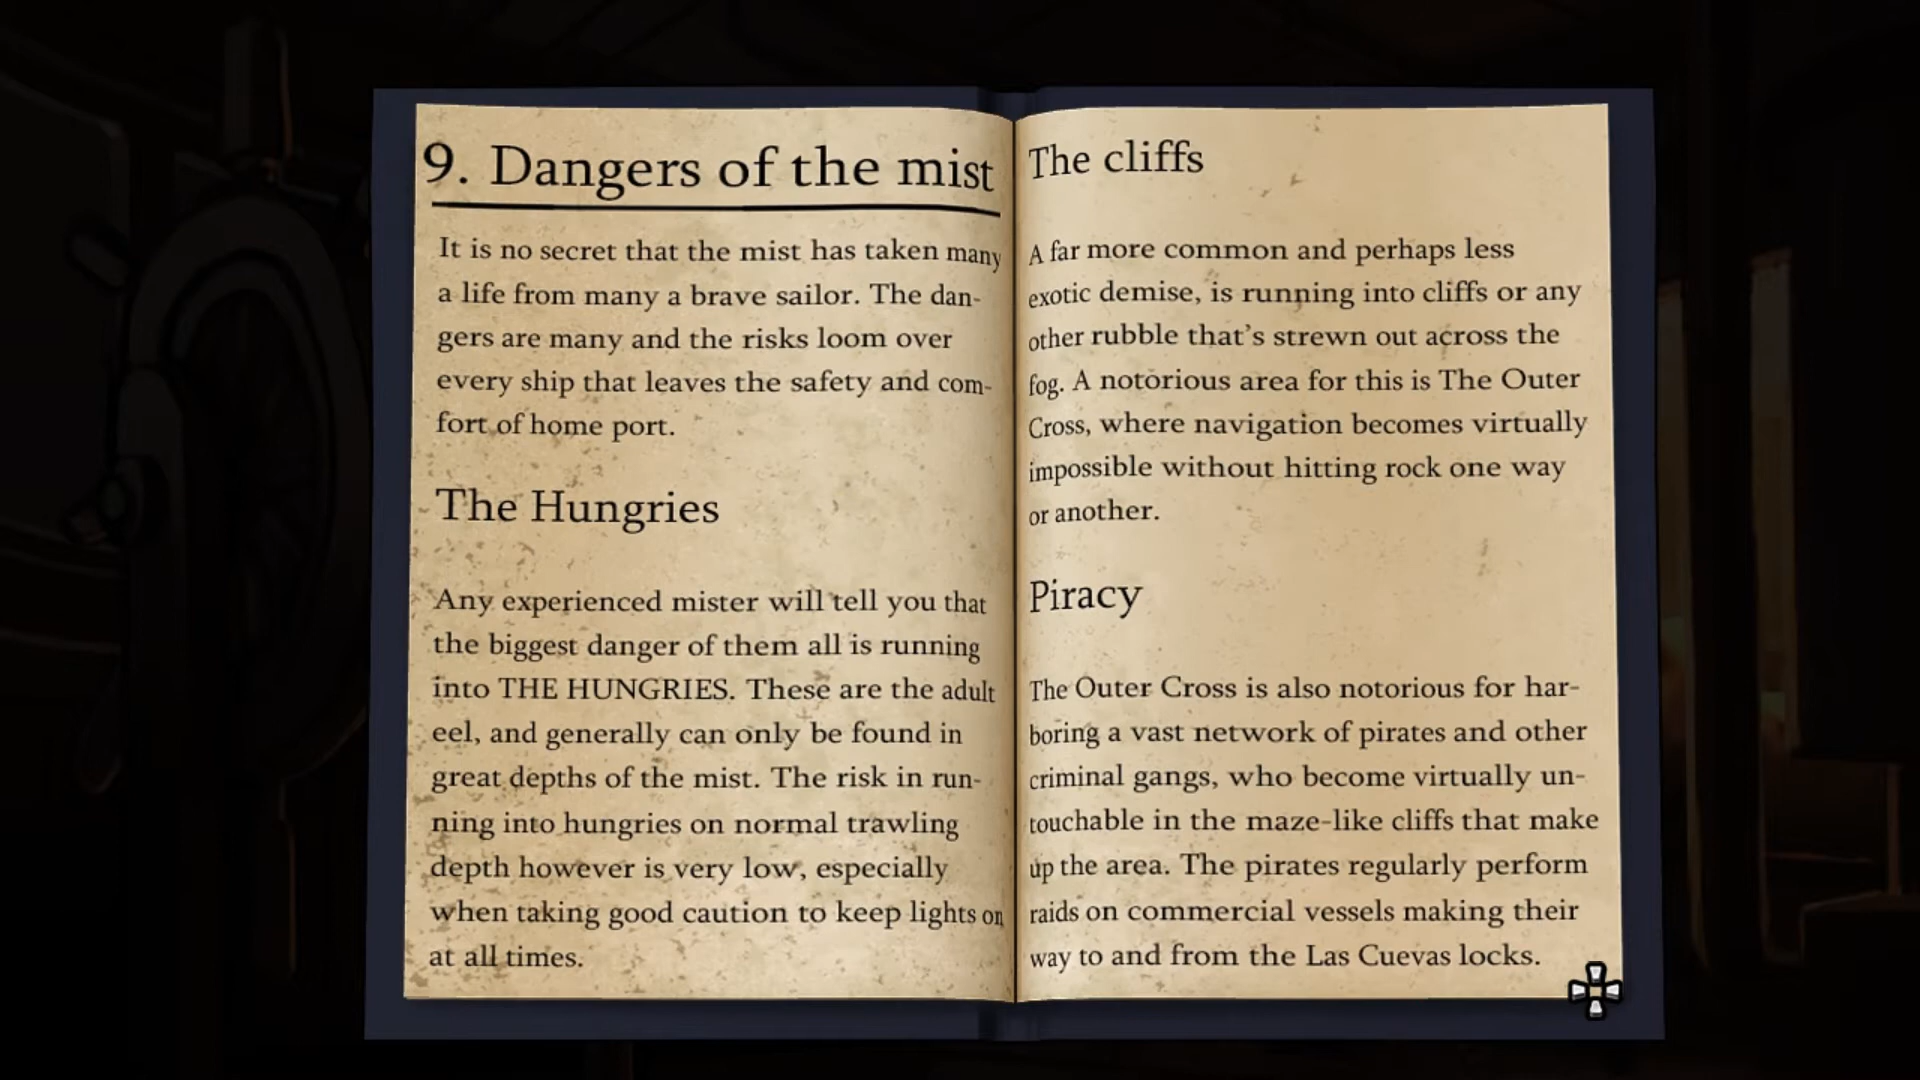 9. Dangers of the mist
It is no secret that the mist has taken many
a life from many a brave sailor. The dan-
gers are many and the risks loom over
every ship that leaves the safety and com-
fort of home port.
The Hungries
Any experienced mister will tell you that
the biggest danger of them all is running
into THE HUNGRIES. These are the adult
eel, and generally can only be found in
great depths of the mist. The risk in run-
ning into hungries on normal trawling
depth however is very low, especially
when taking good caution to keep lights on
at all times.
The cliffs
A far more common and perhaps less
exotic demise, is running into cliffs or any
other rubble that's strewn out across the
fog. A notorious area for this is The Outer
Cross, where navigation becomes virtually
impossible without hitting rock one way
or another.
Piracy
The Outer Cross is also notorious for har-
boring a vast network of pirates and other
criminal gangs, who become virtually un-
touchable in the maze-like cliffs that make
up the area. The pirates regularly perform
raids on commercial vessels making their
way to and from the Las Cuevas locks.